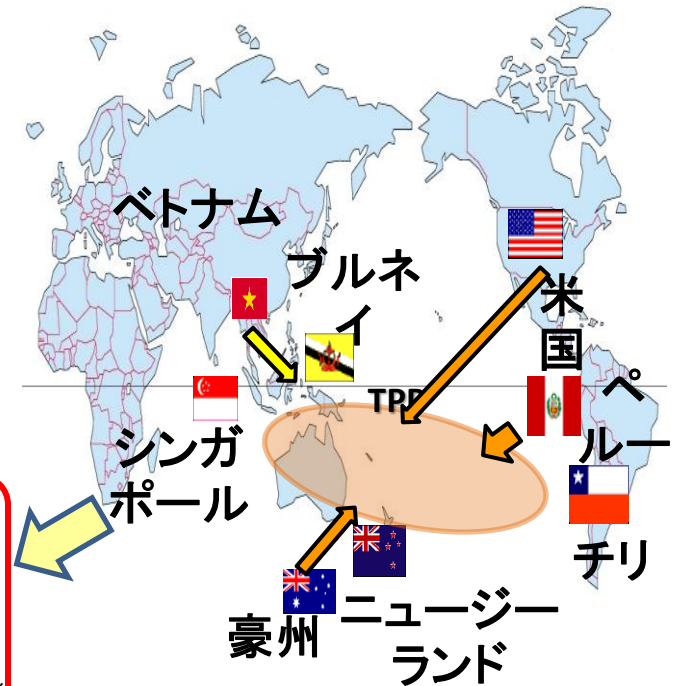 ベトナム
ブルネ
イ
米
国
TPP
ペ
ルー
シンガ
ポール
チリ
ニュージー
ランド
豪州